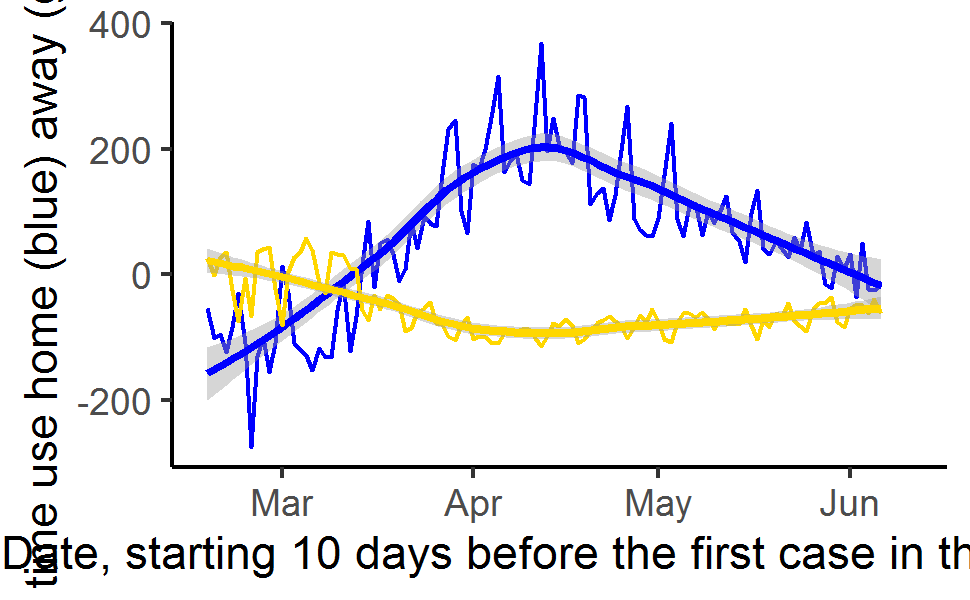 time use home (blue) away (
400
200
0
-200
Mar Apr May Jun
Date, starting 10 days before the first case in th